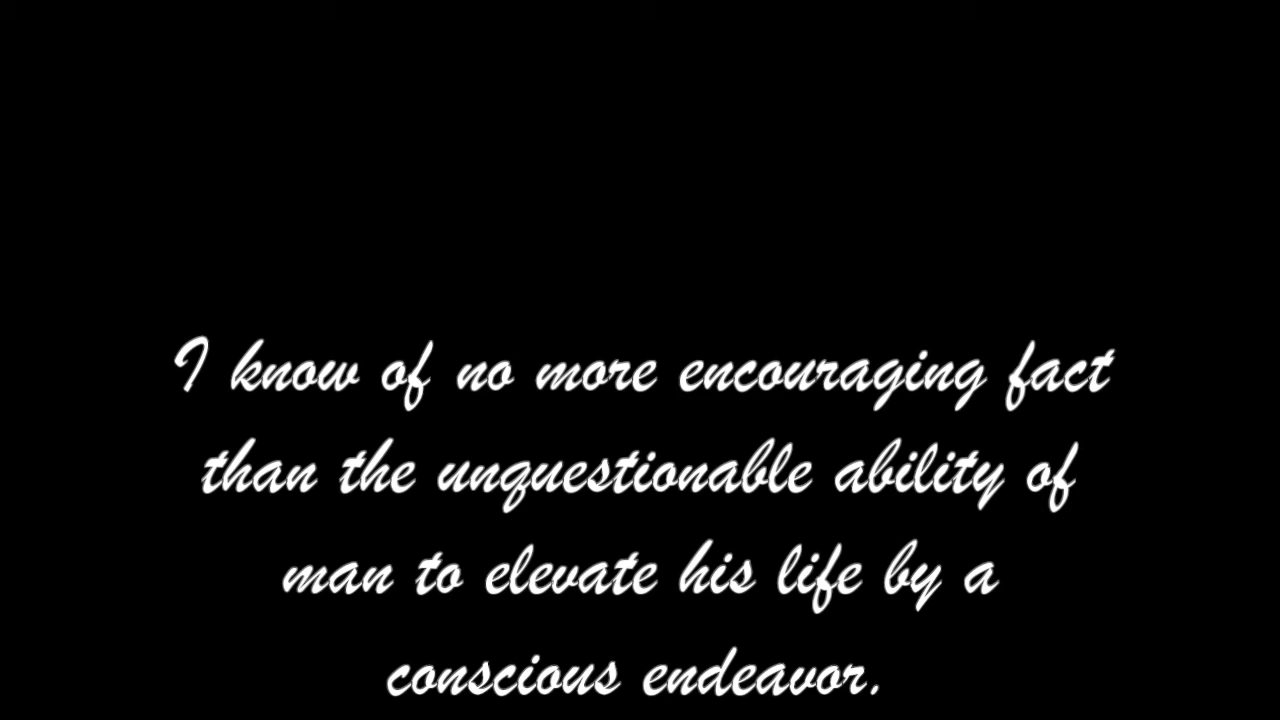 I know of no more encouraging fact
than the unquestionable ability of
man to elevate his life by a
conscious endeavor.